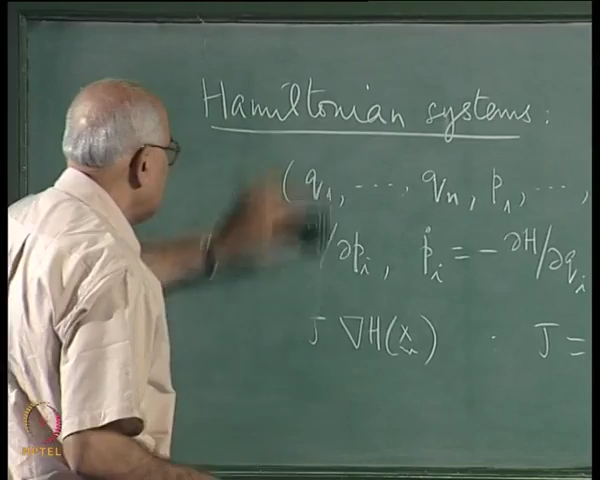 Hamiltonian systems:
(q₁, ..., qₙ, p₁, ...,
/∂pᵢ, ṗᵢ = -∂H/∂qᵢ
J ∇H(x) . J =
NPTEL